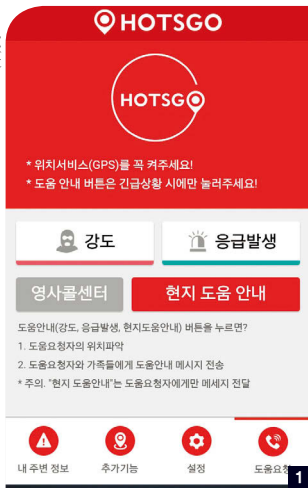 HOTSGO
HOTSGO
* 위치서비스(GPS)를 꼭 켜주세요!
* 도움 안내 버튼은 긴급상황 시에만 눌러주세요!
강도
응급발생
영사콜센터
현지 도움 안내
도움안내(강도, 응급발생, 현지도움안내) 버튼을 누르면?
1. 도움요청자의 위치파악
2. 도움요청자와 가족들에게 도움안내 메시지 전송
* 주의. "현지 도움안내"는 도움요청자에게만 메세지 전달
내 주변 정보
추가기능
설정
도움요청
1